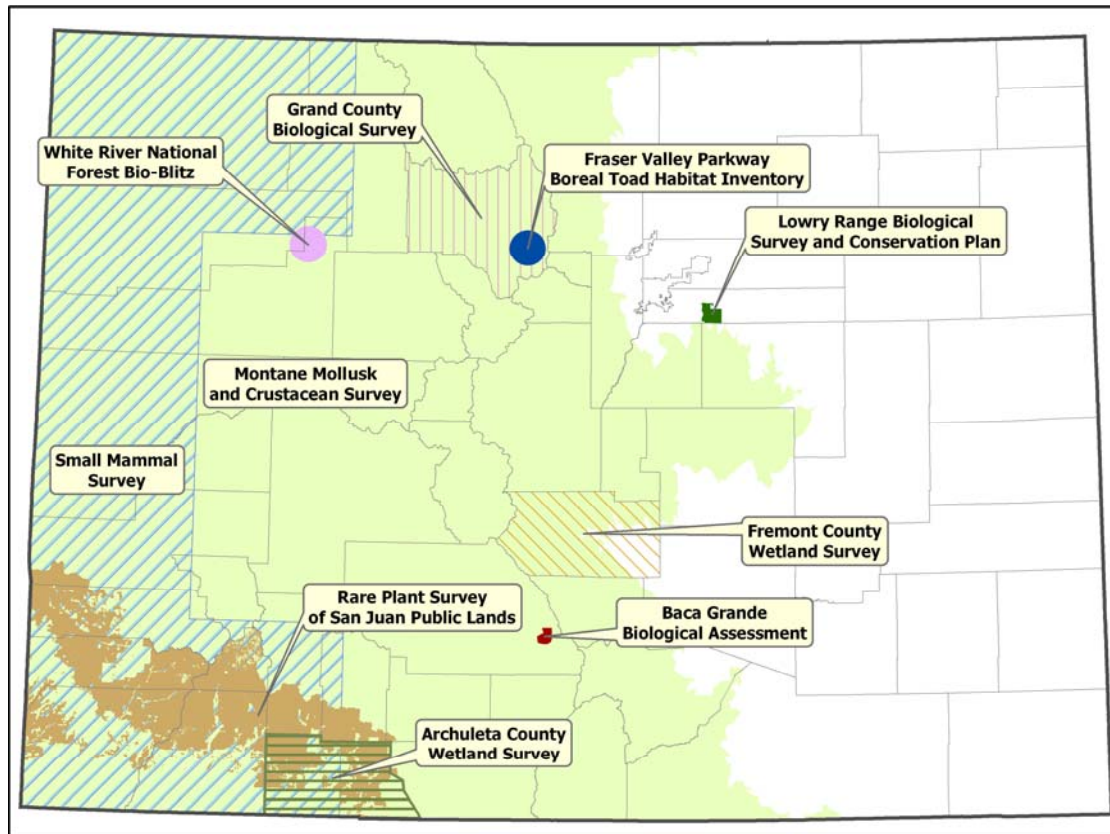 Grand County
Biological Survey
White River National
Forest Bio-Blitz
Fraser Valley Parkway
Boreal Toad Habitat Inventory
Lowry Range Biological
Survey and Conservation Plan
Montane Mollusk
and Crustacean Survey
Small Mammal
Survey
Fremont County
Wetland Survey
Rare Plant Survey
of San Juan Public Lands
Baca Grande
Biological Assessment
Archuleta County
Wetland Survey